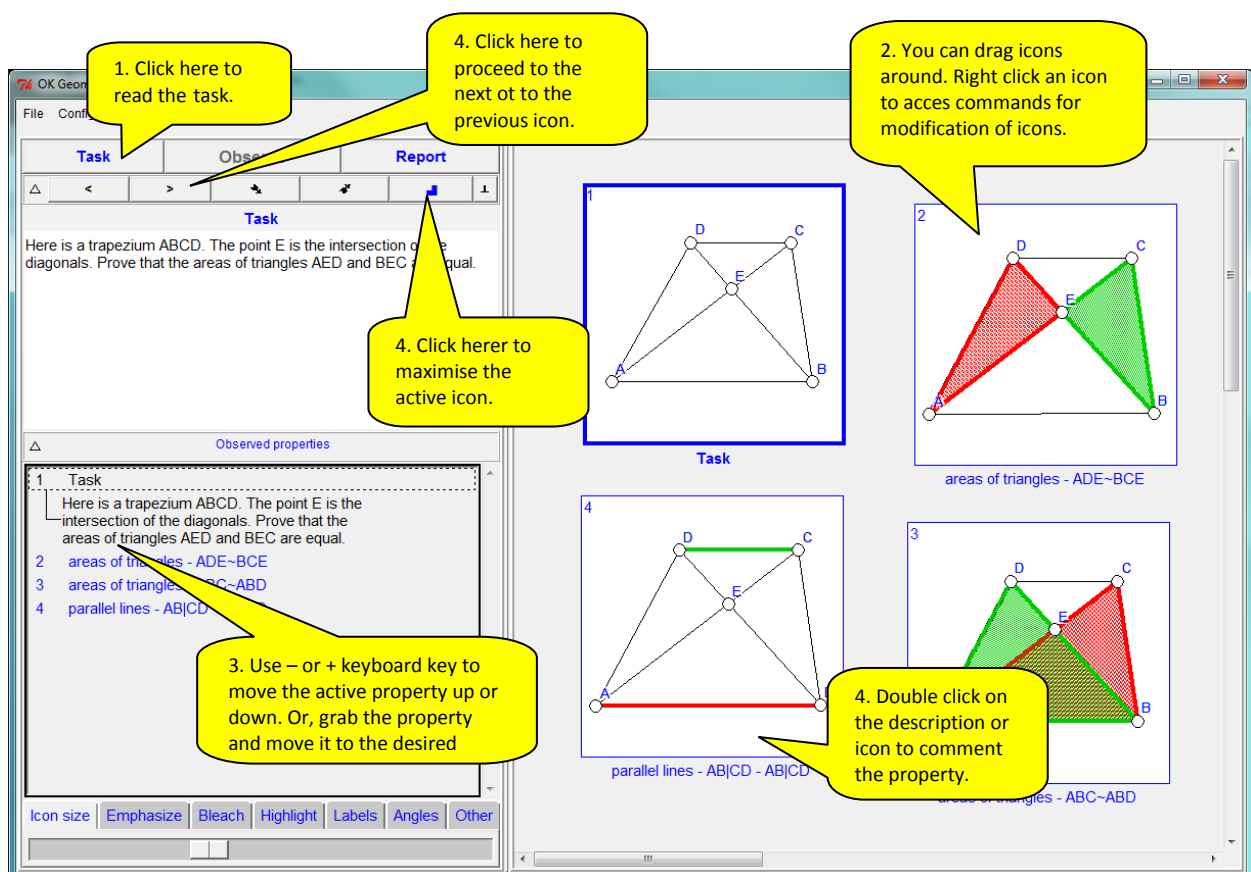 1. Click here to
read the task.
4. Click here to
proceed to the
next ot to the
previous icon.
2. You can drag icons
around. Right click an icon
to acces commands for
modification of icons.
OK Geom
File
Task
Report
<
>
Task
Here is a trapezium ABCD. The point E is the intersection
diagonals. Prove that the areas of triangles AED and BEC equal.
4. Click herer to
maximise the
active icon.
Observed properties
1 Task
Here is a trapezium ABCD. The point E is the
intersection of the diagonals. Prove that the
areas of triangles AED and BEC are equal.
2 areas of triangles - ADE~BCE
3 areas of triangles ~ABD
4 parallel lines - AB|CD
3. Use – or + keyboard key to
move the active property up or
down. Or, grab the property
and move it to the desired
Icon size Emphasize Bleach Highlight Labels Angles Other
1
D C
E
A B
Task
2
D C
E
A B
areas of triangles - ADE~BCE
4
D C
E
A
parallel lines - AB|CD - AB|CD
3
D C
E
B
4. Double click on
the description or
icon to comment
the property.
areas of triangles - ABC~ABD